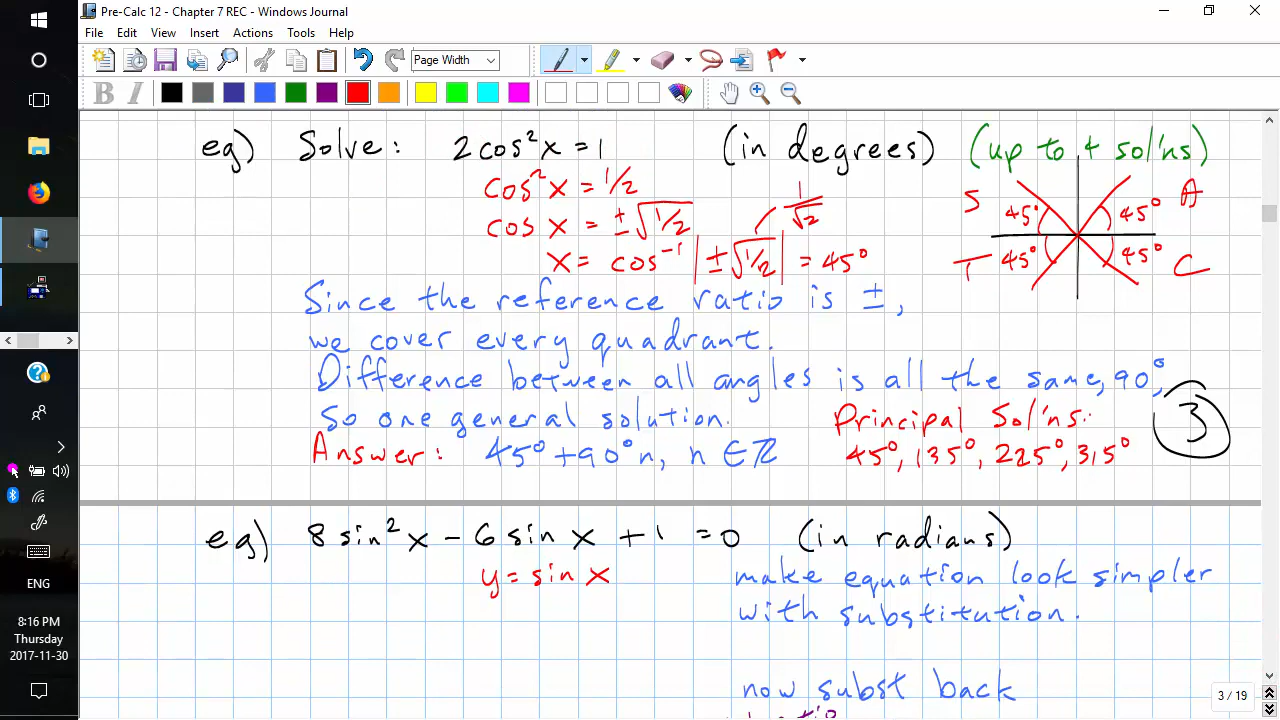 Pre-Calc 12 - Chapter 7 REC - Windows Journal
File Edit View Insert Actions Tools Help
Page Width
B I
eg) Solve: 2cos²x = 1 (in degrees) (up to 4 sol'ns)
cos²x = 1/2
cos x = ±√1/2
1/√2
x = cos⁻¹ |±√1/2| = 45°
S A
45° 45°
45° 45°
T C
Since the reference ratio is ±,
we cover every quadrant.
Difference between all angles is all the same, 90°,
so one general solution.
Principal Sol'ns:
3
Answer: 45° + 90°n, n ∈ ℤ
45°, 135°, 225°, 315°
eg) 8 sin²x - 6 sin x + 1 = 0 (in radians)
y = sin x
make equation look simpler
with substitution.
now subst back
ENG
8:16 PM
Thursday
2017-11-30
3 / 19